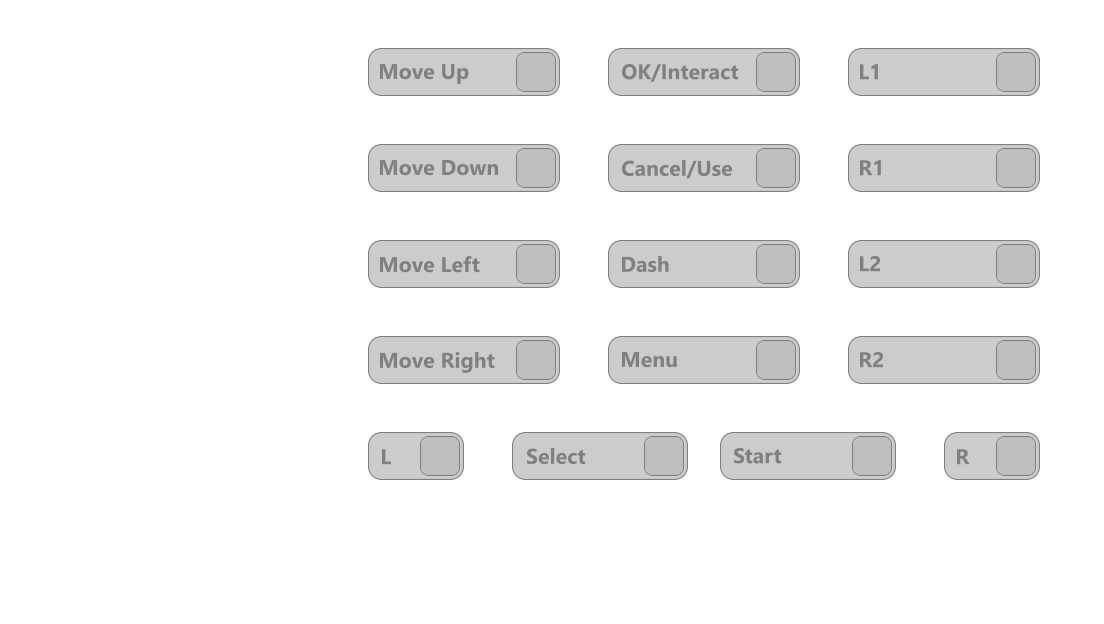 Move Up
OK/Interact
L1
Move Down
Cancel/Use
R1
Move Left
Dash
L2
Move Right
Menu
R2
L
Select
Start
R